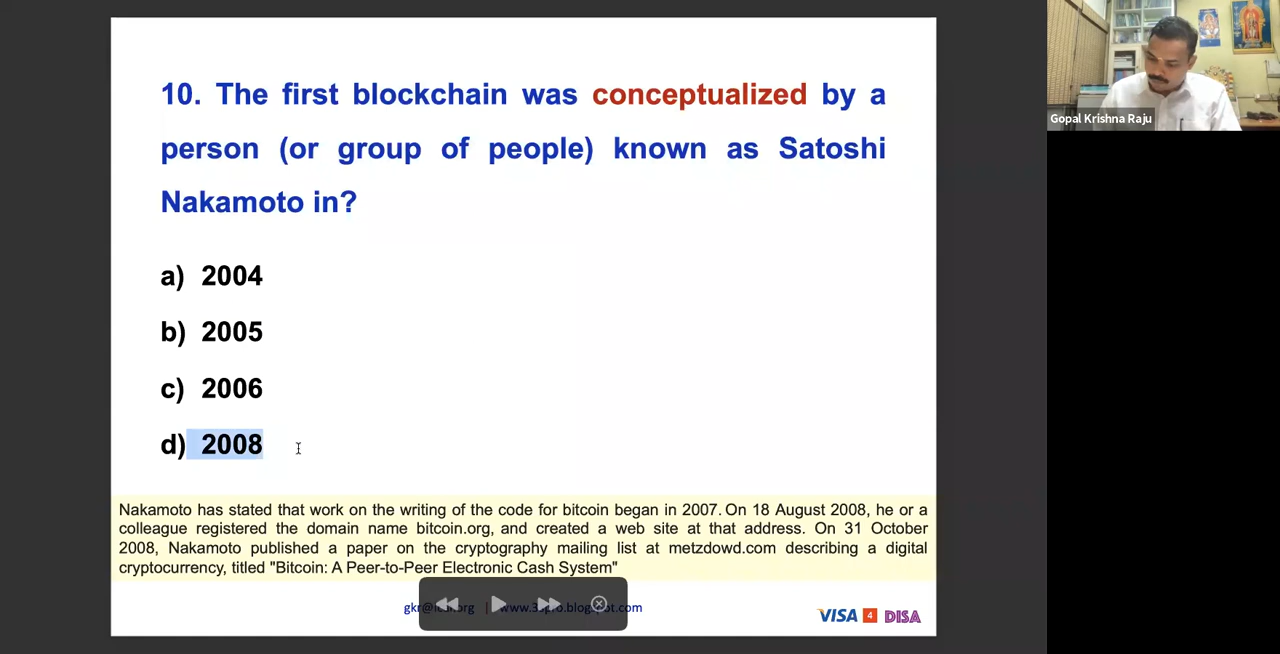 10. The first blockchain was conceptualized by a
person (or group of people) known as Satoshi
Nakamoto in?
a) 2004
b) 2005
c) 2006
d) 2008
Nakamoto has stated that work on the writing of the code for bitcoin began in 2007. On 18 August 2008, he or a
colleague registered the domain name bitcoin.org, and created a web site at that address. On 31 October
2008, Nakamoto published a paper on the cryptography mailing list at metzdowd.com describing a digital
cryptocurrency, titled "Bitcoin: A Peer-to-Peer Electronic Cash System"
VISA 4 DISA
Gopal Krishna Raju